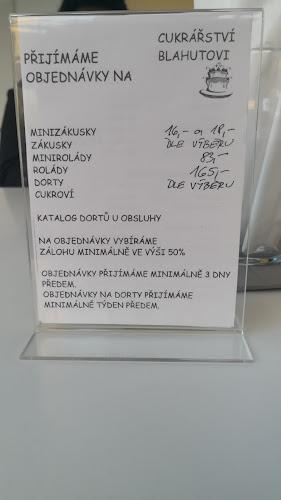 CUKRÁŘSTVÍ
BLAHUTOVI
PŘIJÍMÁME
OBJEDNÁVKY NA
MINIZÁKUSKY 16,- a 18,-
ZÁKUSKY DLE VÝBĚRU
MINIROLÁDY 83,-
ROLÁDY 165,-
DORTY DLE VÝBĚRU
CUKROVÍ
KATALOG DORTŮ U OBSLUHY
NA OBJEDNÁVKY VYBÍRÁME
ZÁLOHU MINIMÁLNĚ VE VÝŠI 50%
OBJEDNÁVKY PŘIJÍMÁME MINIMÁLNĚ 3 DNY
PŘEDEM.
OBJEDNÁVKY NA DORTY PŘIJÍMÁME
MINIMÁLNĚ TÝDEN PŘEDEM.